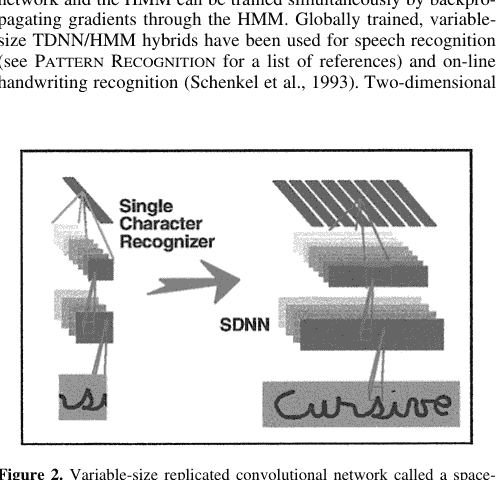 network and the HMM can be trained simultaneously by backpro-
pagating gradients through the HMM. Globally trained, variable-
size TDNN/HMM hybrids have been used for speech recognition
(see PATTERN RECOGNITION for a list of references) and on-line
handwriting recognition (Schenkel et al., 1993). Two-dimensional
Single
Character
Recognizer
SDNN
rsi
Cursive
Figure 2. Variable-size replicated convolutional network called a space-